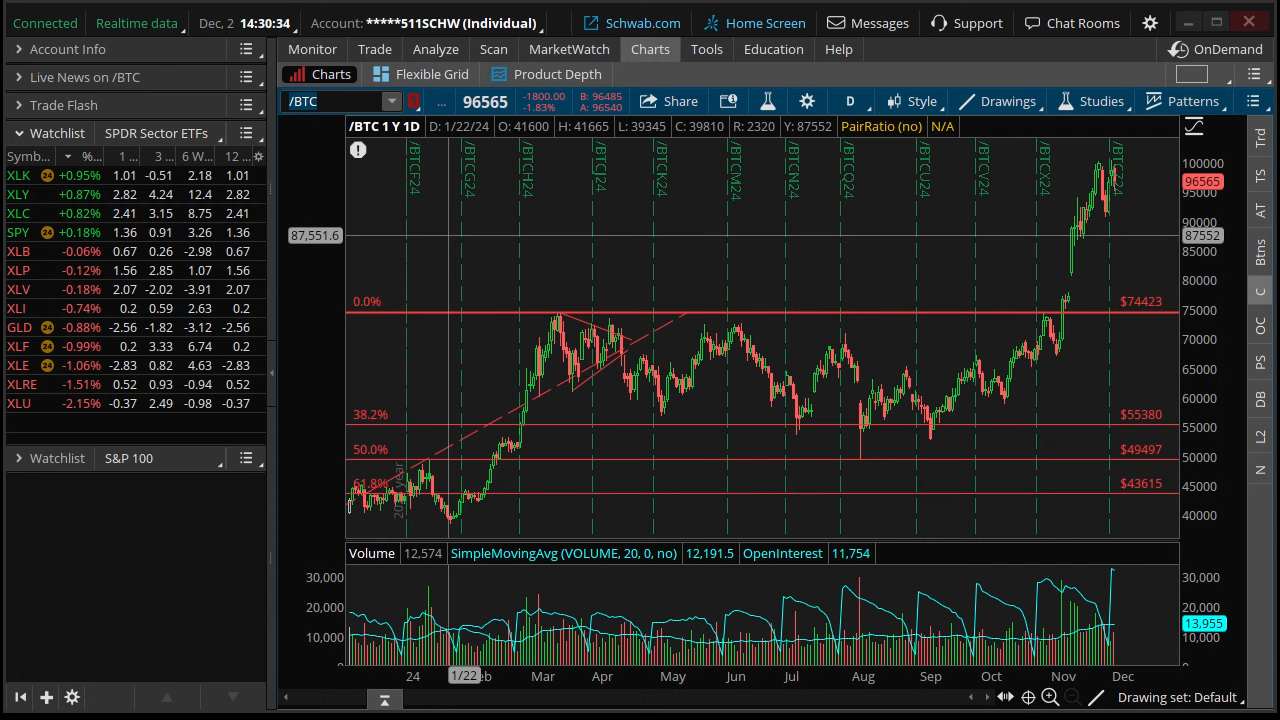 Connected Realtime data Dec, 2 14:30:34 Account: *****511SCHW (Individual) Schwab.com Home Screen Messages Support Chat Rooms
Account Info
Live News on /BTC
Trade Flash
Watchlist SPDR Sector ETFs
Symb... %... 1 ... 3 ... 6 W... 12 ...
XLK 24 +0.95% 1.01 -0.51 2.18 1.01
XLY +0.87% 2.82 4.24 12.4 2.82
XLC +0.82% 2.41 3.15 8.75 2.41
SPY 24 +0.18% 1.36 0.91 3.26 1.36
XLB -0.06% 0.67 0.26 -2.98 0.67
XLP -0.12% 1.56 2.85 1.07 1.56
XLV -0.18% 2.07 -2.02 -3.91 2.07
XLI -0.74% 0.2 0.59 2.63 0.2
GLD 24 -0.88% -2.56 -1.82 -3.12 -2.56
XLF 24 -0.99% 0.2 3.33 6.74 0.2
XLE 24 -1.06% -2.83 0.82 4.63 -2.83
XLRE -1.51% 0.52 0.93 -0.94 0.52
XLU -2.15% -0.37 2.49 -0.98 -0.37
Watchlist S&P 100
Monitor Trade Analyze Scan MarketWatch Charts Tools Education Help OnDemand
Charts Flexible Grid Product Depth
/BTC 1 ... 96565 -1800.00 -1.83% B: 96485 A: 96540 Share D Style Drawings Studies Patterns
/BTC 1 Y 1D D: 1/22/24 O: 41600 H: 41665 L: 39345 C: 39810 R: 2320 Y: 87552 PairRatio (no) N/A
/BTCF24 /BTCG24 /BTCH24 /BTCJ24 /BTCK24 /BTCM24 /BTCN24 /BTCQ24 /BTCU24 /BTCV24 /BTCX24 /BTCZ24
100000
96565
95000
90000
87,551.6 87552
85000
80000
0.0% $74423
75000
70000
65000
60000
38.2% $55380
55000
50.0% $49497
50000
61.8% $43615
45000
40000
Volume 12,574 SimpleMovingAvg (VOLUME, 20, 0, no) 12,191.5 OpenInterest 11,754
30,000 30,000
20,000 20,000
13,955
10,000 10,000
0 0
24 1/22 eb Mar Apr May Jun Jul Aug Sep Oct Nov Dec
Drawing set: Default
Trd
TS
AT
Btns
C
OC
PS
DB
L2
N